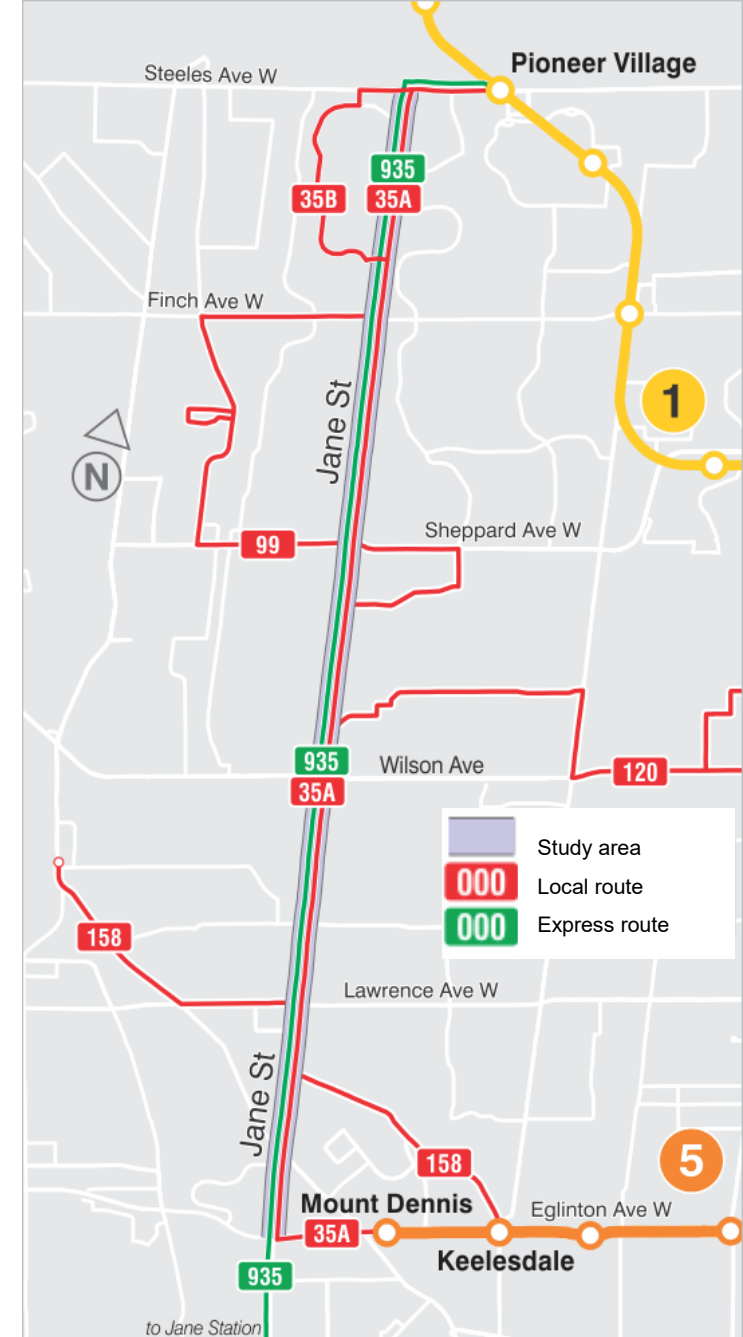 Pioneer Village
Steeles Ave W
935
35B
35A
Finch Ave W
1
Jane St
N
Sheppard Ave W
99
935
Wilson Ave
120
35A
Study area
000
Local route
000
Express route
158
Lawrence Ave W
Jane St
158
5
Mount Dennis
Eglinton Ave W
35A
Keelesdale
935
to Jane Station